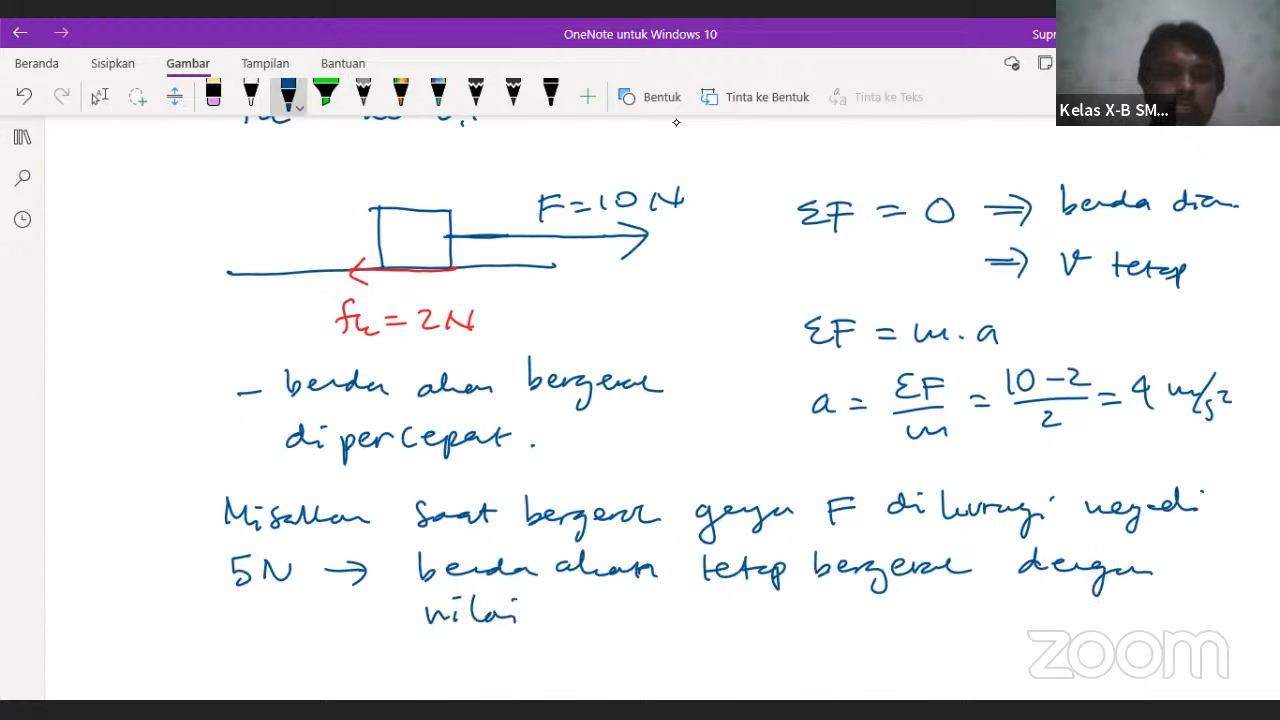 OneNote untuk Windows 10
Supr
Beranda Sisipkan Gambar Tampilan Bantuan
Bentuk Tinta ke Bentuk Tinta ke Teks
Kelas X-B SM...
F = 10 N
fk = 2N
- benda akan bergerak
dipercepat.
ΣF = 0 ⇒ benda diam
⇒ v tetap
ΣF = m . a
a = ΣF/m = 10 - 2/2 = 4 m/s²
Misalkan saat bergerak gaya F dikurangi menjadi
5N → benda akan tetap bergerak dengan
nilai
zoom